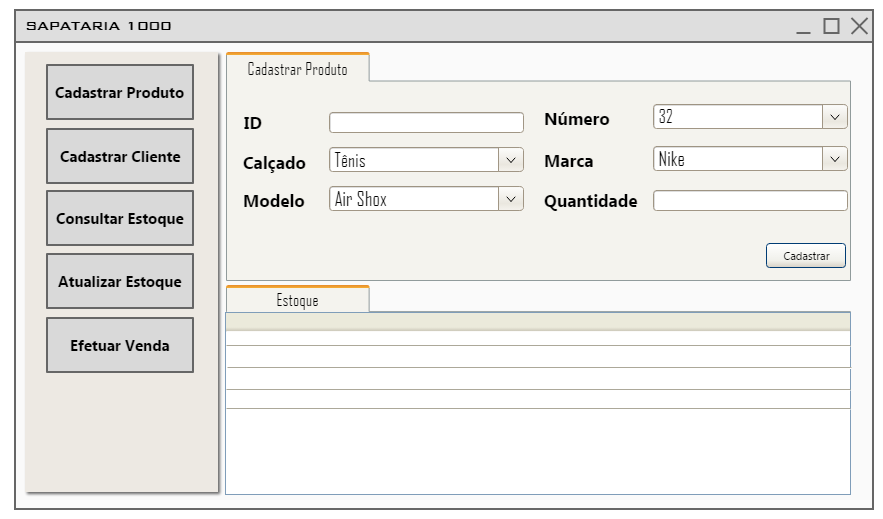 SAPATARIA 1000
Cadastrar Produto
Cadastrar Cliente
Consultar Estoque
Atualizar Estoque
Efetuar Venda
Cadastrar Produto
ID
Número 32
Calçado Tênis
Marca Nike
Modelo Air Shox
Quantidade
Cadastrar
Estoque